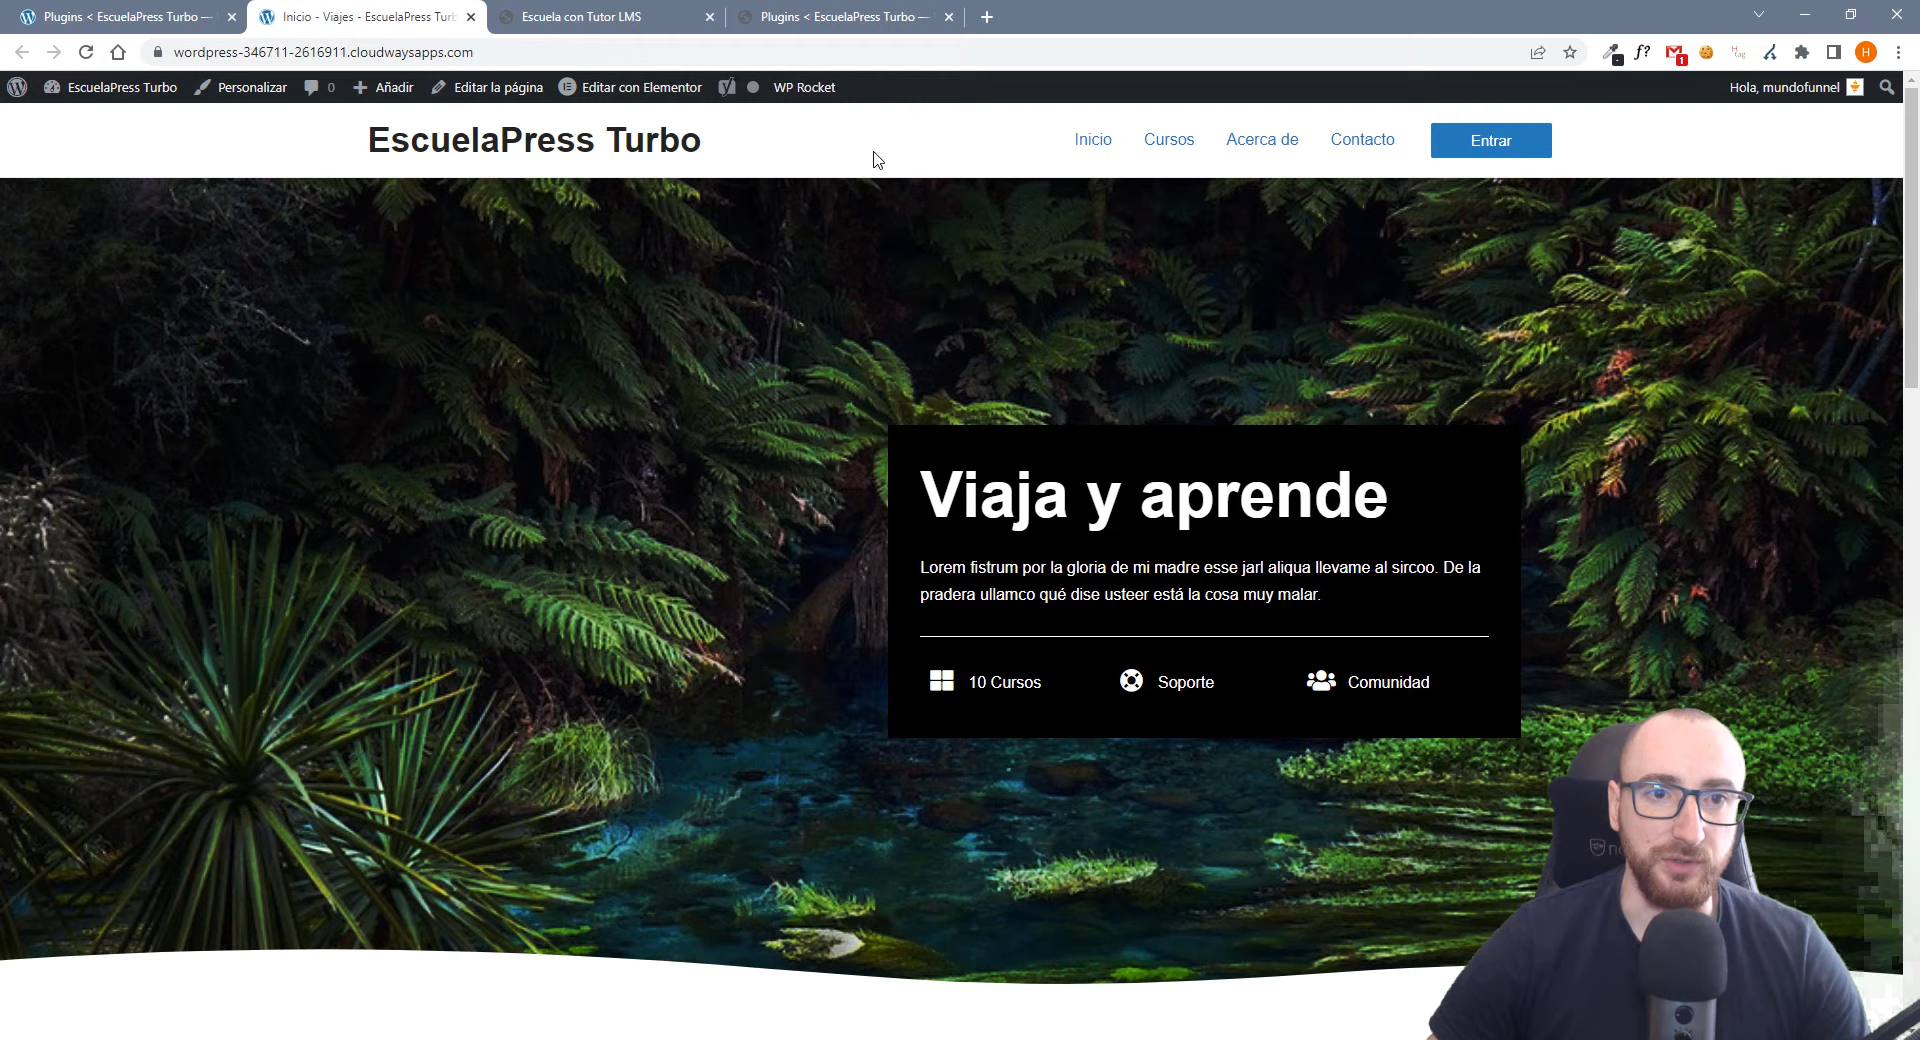 Plugins < EscuelaPress Turbo —
Inicio - Viajes - EscuelaPress Turb
Escuela con Tutor LMS
Plugins < EscuelaPress Turbo —
wordpress-346711-2616911.cloudwaysapps.com
f?
1
H
EscuelaPress Turbo
Personalizar
0
Añadir
Editar la página
Editar con Elementor
WP Rocket
Hola, mundofunnel
EscuelaPress Turbo
Inicio
Cursos
Acerca de
Contacto
Entrar
Viaja y aprende
Lorem fistrum por la gloria de mi madre esse jarl aliqua llevame al sircoo. De la
pradera ullamco qué dise usteer está la cosa muy malar.
10 Cursos
Soporte
Comunidad